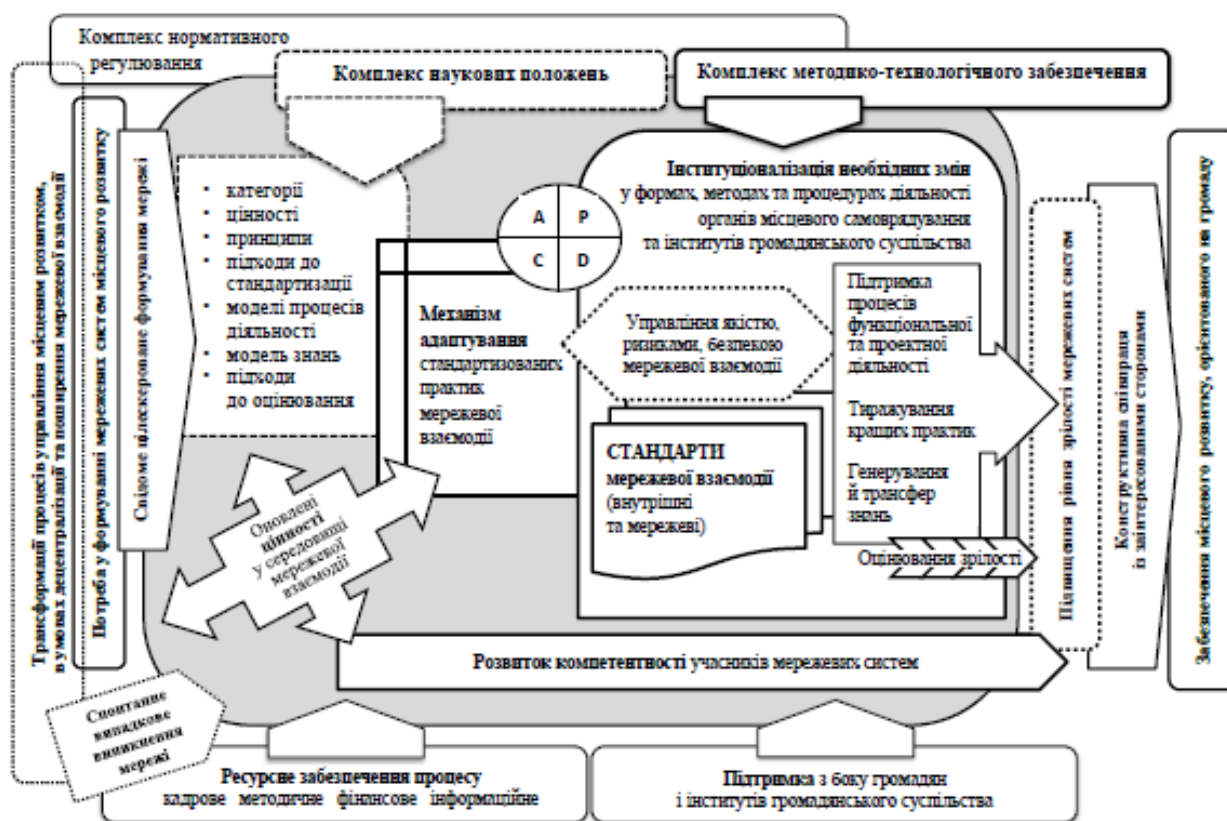 Комплекс нормативного
регулювання
Комплекс наукових положень
Комплекс методико-технологічного забезпечення
Трансформації процесів управління місцевим розвитком,
в умовах децентралізації та поширення мережевої взаємодії
Потреба у формуванні мережевих систем місцевого розвитку
Свідоме цілескероване формування мережі
• категорії
• цінності
• принципи
• підходи до
стандартизації
• моделі процесів
діяльності
• модель знань
• підходи
до оцінювання
A P
C D
Інституціоналізація необхідних змін
у формах, методах та процедурах діяльності
органів місцевого самоврядування
та інститутів громадянського суспільства
Механізм
адаптування
стандартизованих
практик
мережевої
взаємодії
Управління якістю,
ризиками, безпекою
мережевої взаємодії
Підтримка
процесів
функціональної
та проектної
діяльності
Тиражування
кращих практик
Генерування
й трансфер
знань
СТАНДАРТИ
мережевої взаємодії
(внутрішні
та мережеві)
Оцінювання зрілості
Оновлені
цінності
у середовищі
мережевої
взаємодії
Розвиток компетентності учасників мережевих систем
Підвищення рівня зрілості мережевих систем
Конструктивна співпраця
із заінтересованими сторонами
Забезпечення місцевого розвитку, орієнтованого на громаду
Спонтанне
випадкове
виникнення
мережі
Ресурсне забезпечення процесу
кадрове методичне фінансове інформаційне
Підтримка з боку громадян
і інститутів громадянського суспільства